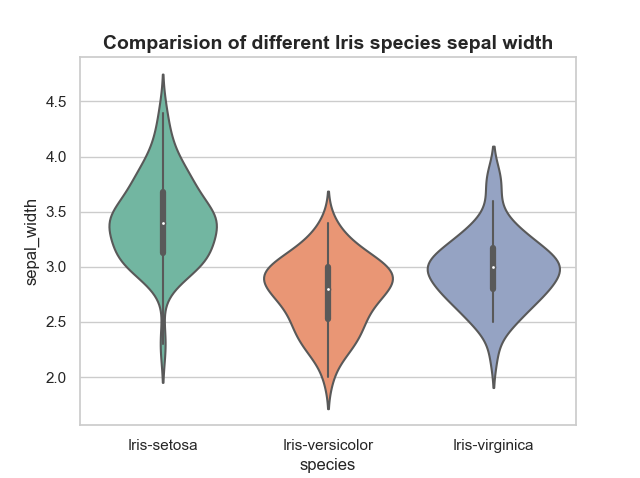 Comparision of different Iris species sepal width
sepal_width
4.5
4.0
3.5
3.0
2.5
2.0
Iris-setosa Iris-versicolor Iris-virginica
species